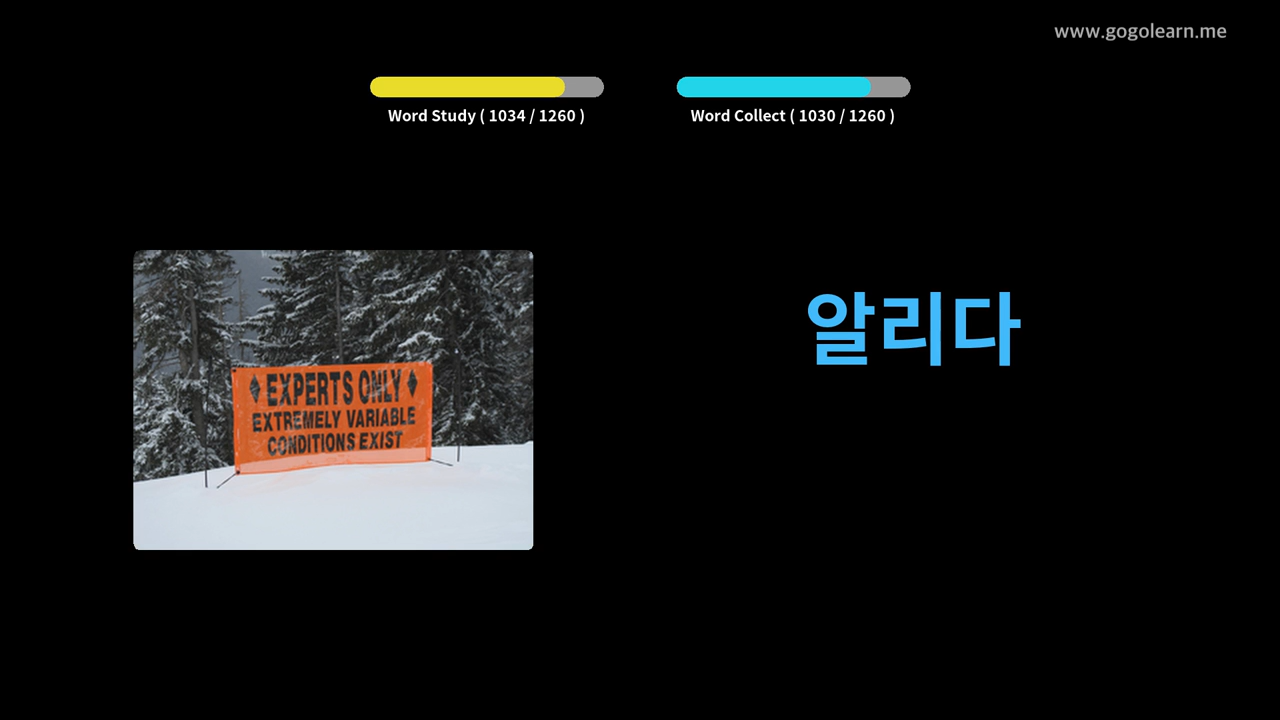 www.gogolearn.me
Word Study ( 1034 / 1260 )
Word Collect ( 1030 / 1260 )
EXPERTS ONLY
EXTREMELY VARIABLE
CONDITIONS EXIST
알리다